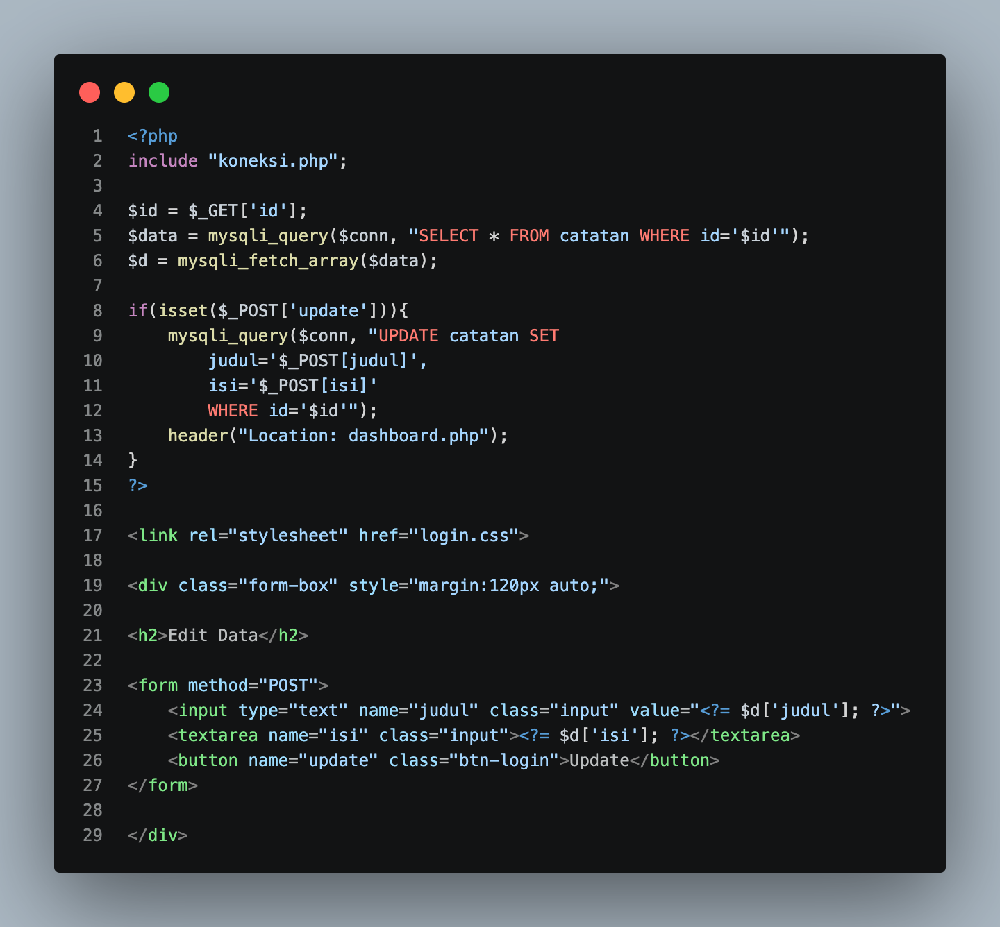 1 <?php
2 include "koneksi.php";
3
4 $id = $_GET['id'];
5 $data = mysqli_query($conn, "SELECT * FROM catatan WHERE id='$id'");
6 $d = mysqli_fetch_array($data);
7
8 if(isset($_POST['update'])){
9     mysqli_query($conn, "UPDATE catatan SET
10         judul='$_POST[judul]',
11         isi='$_POST[isi]'
12         WHERE id='$id'");
13     header("Location: dashboard.php");
14 }
15 ?>
16
17 <link rel="stylesheet" href="login.css">
18
19 <div class="form-box" style="margin:120px auto;">
20
21 <h2>Edit Data</h2>
22
23 <form method="POST">
24     <input type="text" name="judul" class="input" value="<?= $d['judul']; ?>">
25     <textarea name="isi" class="input"><?= $d['isi']; ?></textarea>
26     <button name="update" class="btn-login">Update</button>
27 </form>
28
29 </div>